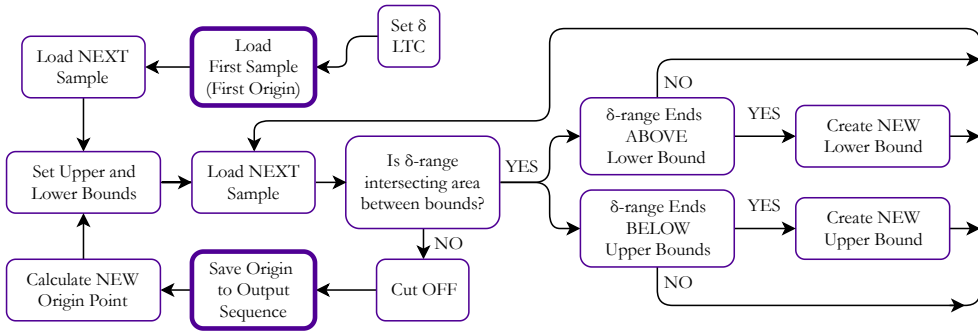 Set δ
LTC
Load
First Sample
(First Origin)
Load NEXT
Sample
Set Upper and
Lower Bounds
Load NEXT
Sample
Is δ-range
intersecting area
between bounds?
YES
NO
δ-range Ends
ABOVE
Lower Bound
NO
YES
Create NEW
Lower Bound
δ-range Ends
BELOW
Upper Bounds
YES
NO
Create NEW
Upper Bound
Cut OFF
Save Origin
to Output
Sequence
Calculate NEW
Origin Point